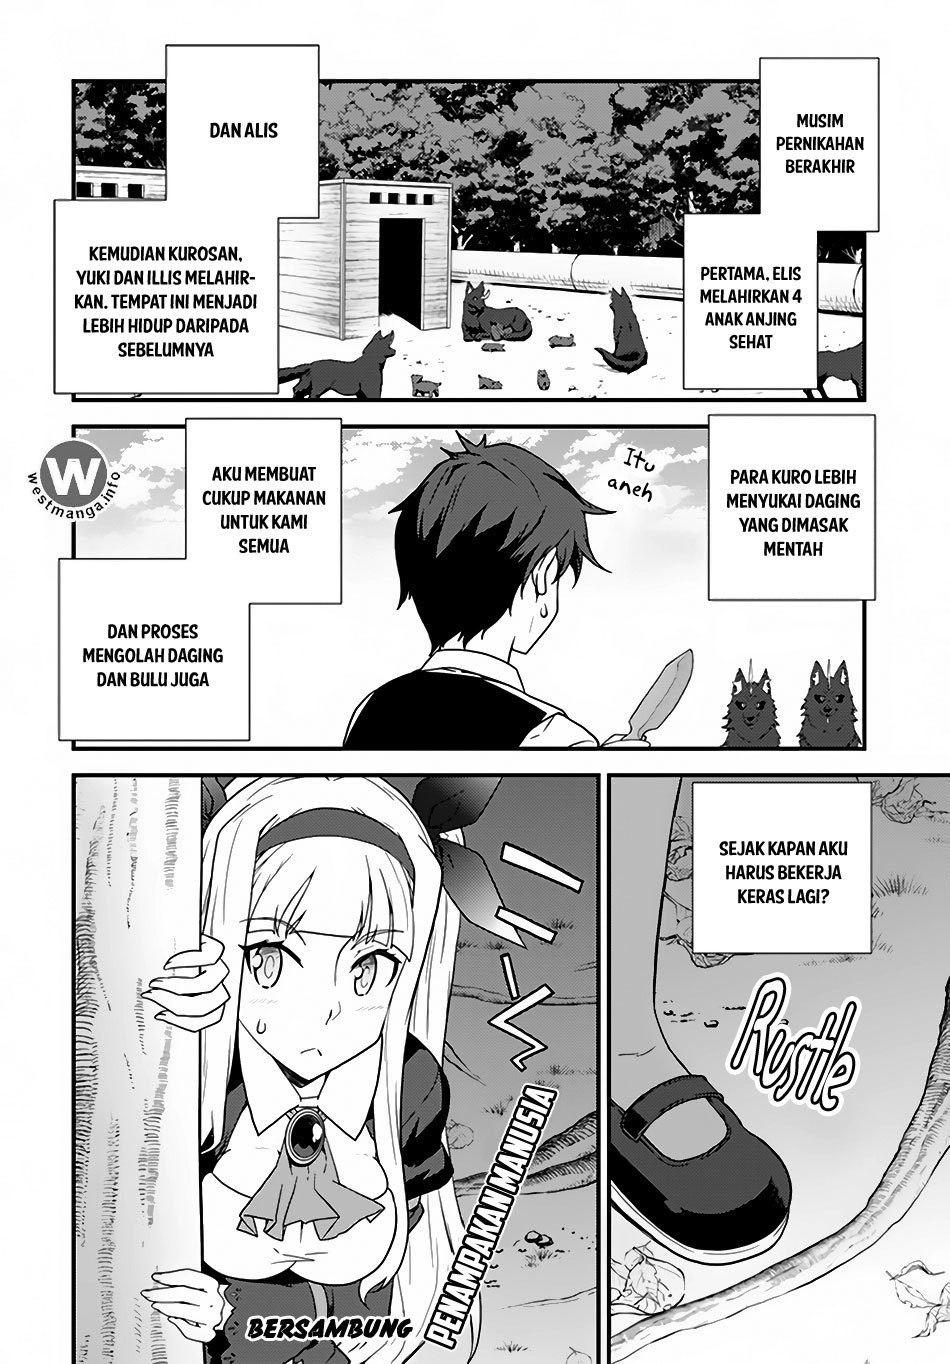 MUSIM
PERNIKAHAN
BERAKHIR
PERTAMA, ELIS
MELAHIRKAN 4
ANAK ANJING
SEHAT
DAN ALIS
KEMUDIAN KUROSAN,
YUKI DAN ILLIS MELAHIR-
KAN. TEMPAT INI MENJADI
LEBIH HIDUP DARIPADA
SEBELUMNYA
PARA KURO LEBIH
MENYUKAI DAGING
YANG DIMASAK
MENTAH
Itu
aneh
AKU MEMBUAT
CUKUP MAKANAN
UNTUK KAMI
SEMUA
DAN PROSES
MENGOLAH DAGING
DAN BULU JUGA
W
westmanga.info
SEJAK KAPAN AKU
HARUS BEKERJA
KERAS LAGI?
Rustle
PENAMPAKAN MANUSIA
BERSAMBUNG